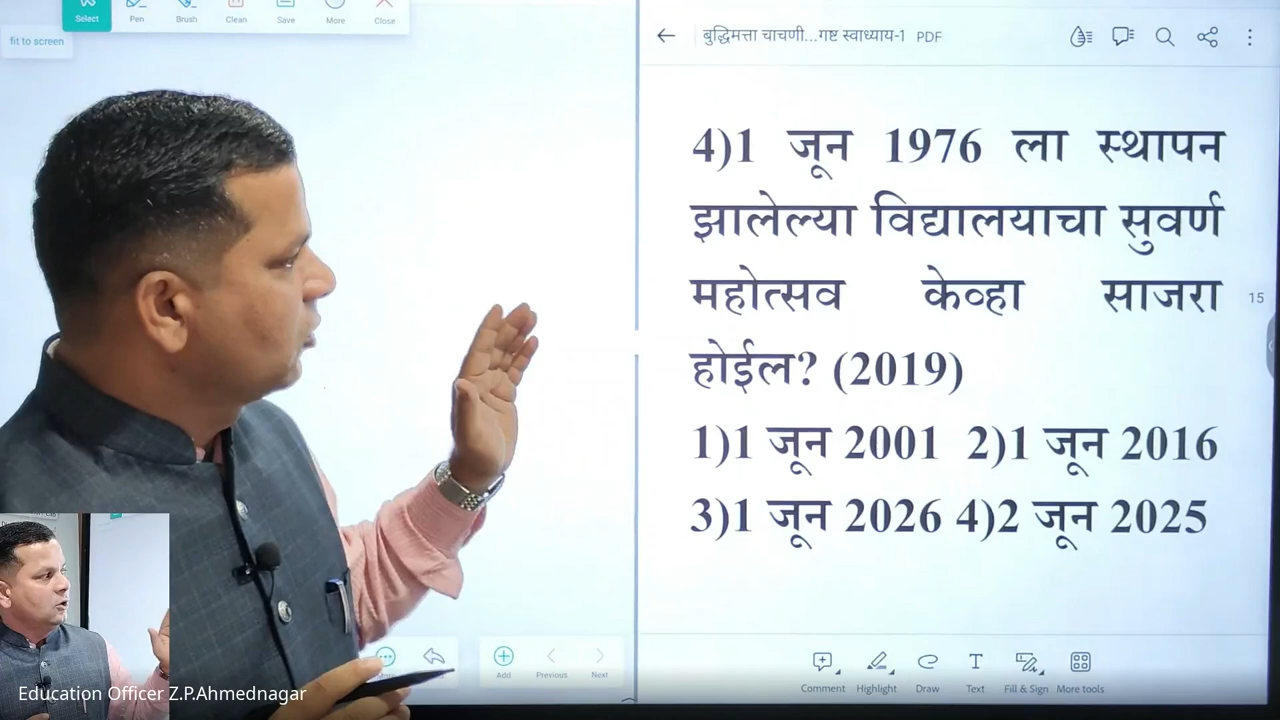 Select
Pen
Brush
Clean
Save
More
Close
fit to screen
बुद्धिमत्ता चाचणी...गष्ट स्वाध्याय-1 PDF
4)1 जून 1976 ला स्थापन
झालेल्या विद्यालयाचा सुवर्ण
महोत्सव केव्हा साजरा
होईल? (2019)
1)1 जून 2001 2)1 जून 2016
3)1 जून 2026 4)2 जून 2025
15
Add
Previous
Next
Comment
Highlight
Draw
Text
Fill & Sign
More tools
Education Officer Z.P.Ahmednagar